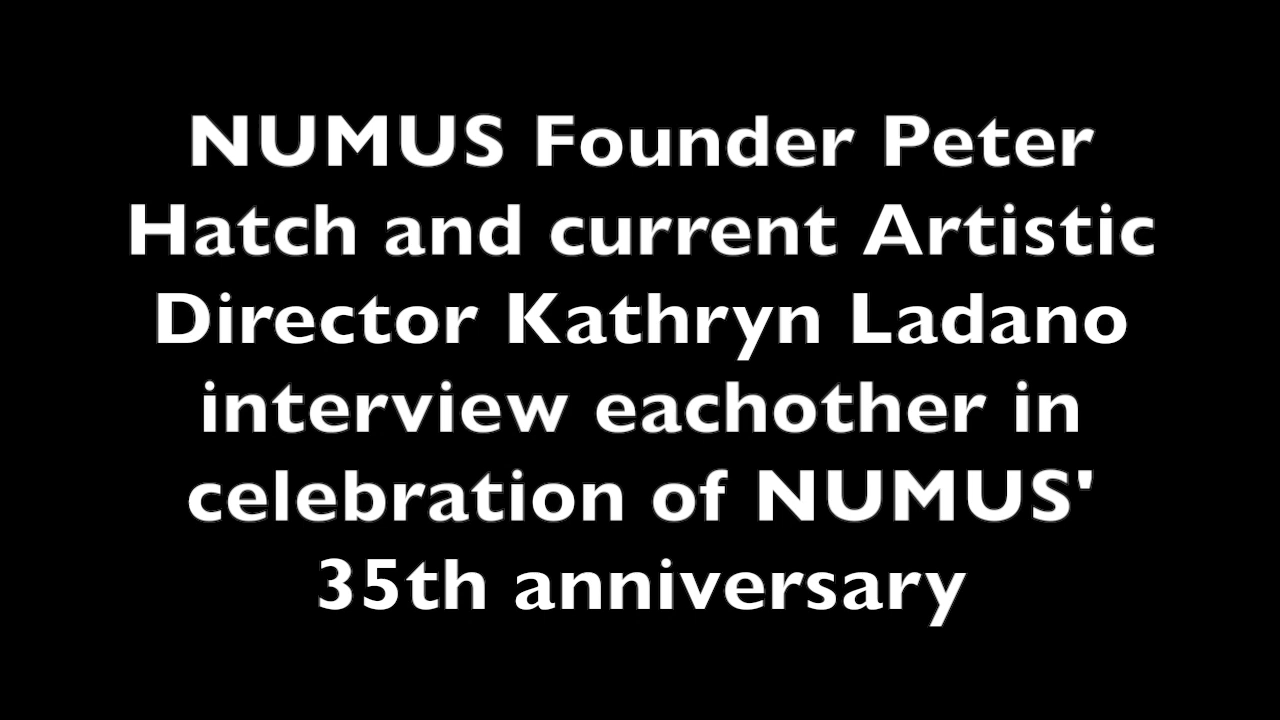 NUMUS Founder Peter
Hatch and current Artistic
Director Kathryn Ladano
interview eachother in
celebration of NUMUS'
35th anniversary